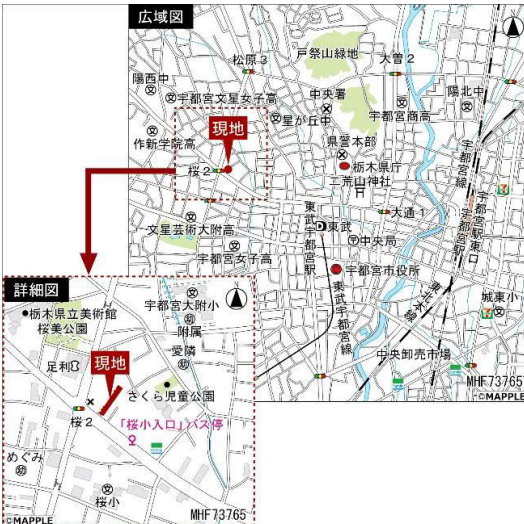 広域図
松原3
戸祭山緑地
大曽2
陽西中
中央署
陽北中
宇都宮文星女子高
星が丘中
宇都宮商高
現地
県警本部
作新学院高
桜2
栃木県庁
二荒山神社
宇都宮線
宇都宮駅東口
宇都宮駅
大通1
文星芸術大附高
東武宇都宮駅
東武
中央局
宇都宮女子高
宇都宮市役所
東北本線
城東小
東武宇都宮線
中央卸売市場
MHF73765
©MAPPLE
詳細図
栃木県立美術館
桜美公園
宇都宮大附小
附属
愛隣
足利
現地
さくら児童公園
桜2
「桜小入口」バス停
めぐみ
桜小
MHF73765
©MAPPLE